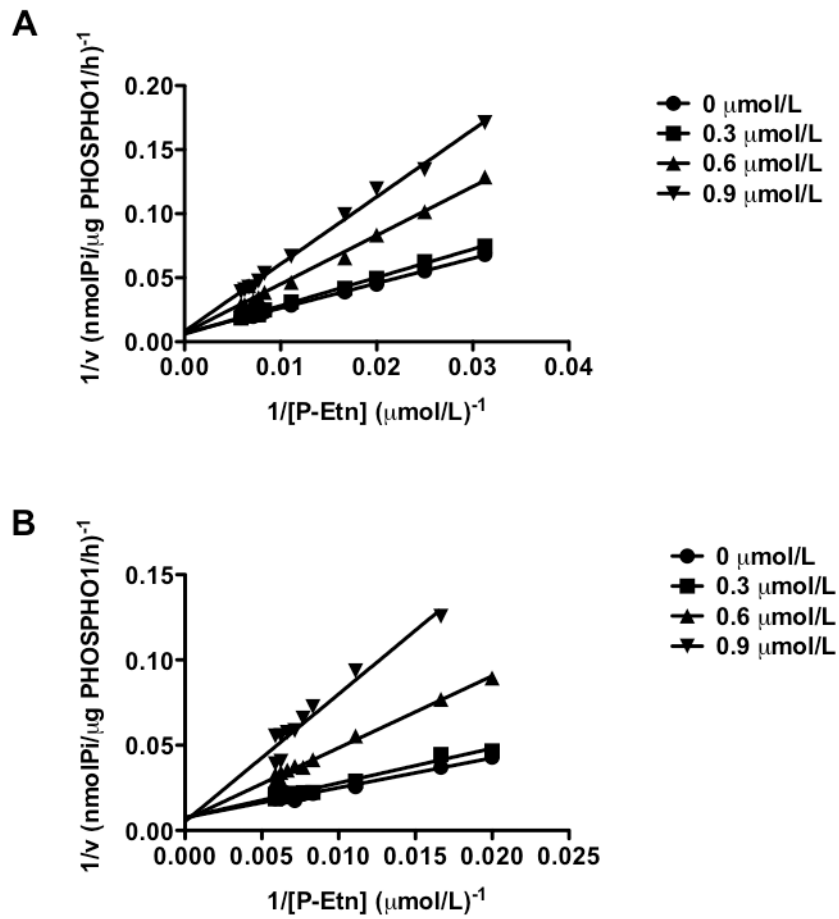 A
1/v (nmolPi/μg PHOSPHO1/h)-1
0.20
0.15
0.10
0.05
0.00
0.00 0.01 0.02 0.03 0.04
1/[P-Etn] (μmol/L)-1
0 μmol/L
0.3 μmol/L
0.6 μmol/L
0.9 μmol/L
B
1/v (nmolPi/μg PHOSPHO1/h)-1
0.15
0.10
0.05
0.00
0.000 0.005 0.010 0.015 0.020 0.025
1/[P-Etn] (μmol/L)-1
0 μmol/L
0.3 μmol/L
0.6 μmol/L
0.9 μmol/L